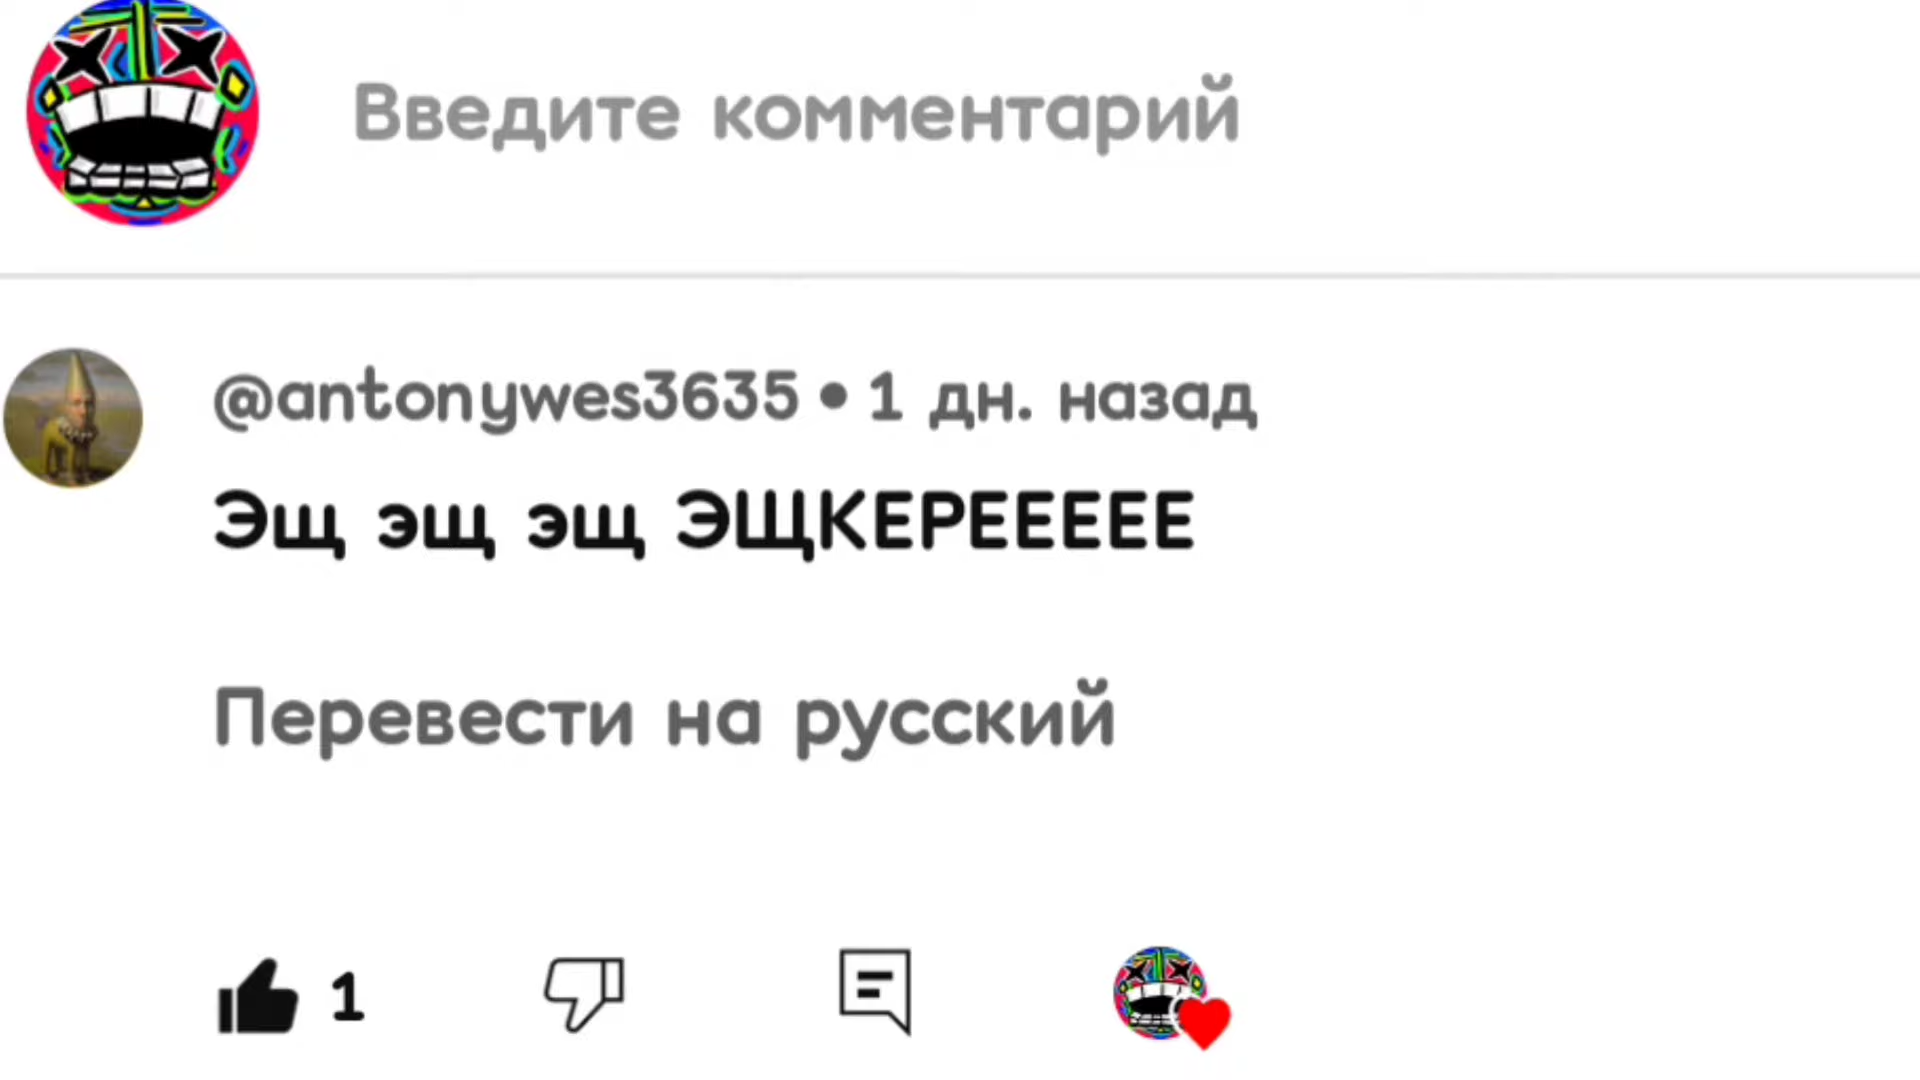 Введите комментарий
@antonywes3635 • 1 дн. назад
Эщ эщ эщ ЭЩКЕРЕЕЕЕЕ
Перевести на русский
1